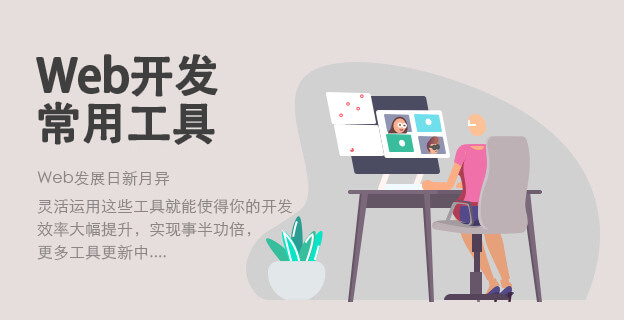 Web开发
常用工具
Web发展日新月异
灵活运用这些工具就能使得你的开发
效率大幅提升，实现事半功倍，
更多工具更新中....